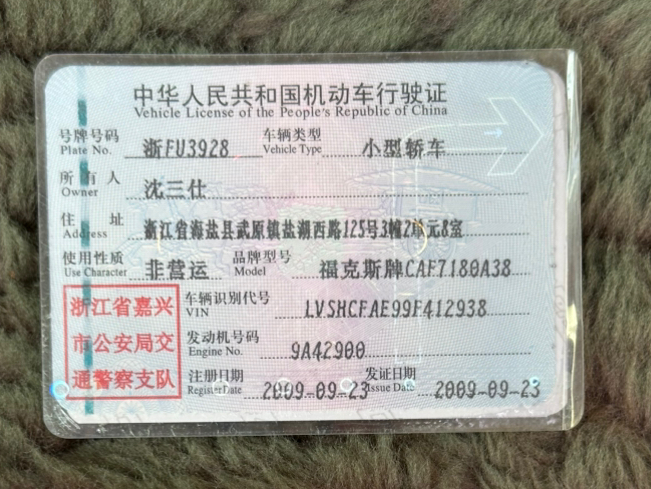 中华人民共和国机动车行驶证
Vehicle License of the People's Republic of China
号牌号码 浙FU3928 车辆类型 小型轿车
Plate No. Vehicle Type
所有人 沈三仕
Owner
住址 浙江省海盐县武原镇盐湖西路125号3幢2单元8室
Address
使用性质 非营运 品牌型号 福克斯牌CAF7180A38
Use Character Model
浙江省嘉兴
市公安局交
通警察支队
车辆识别代号 LVSHCFAE99F412938
VIN
发动机号码 9A42900
Engine No.
注册日期 2009-09-23 发证日期 2009-09-23
Register Date Issue Date